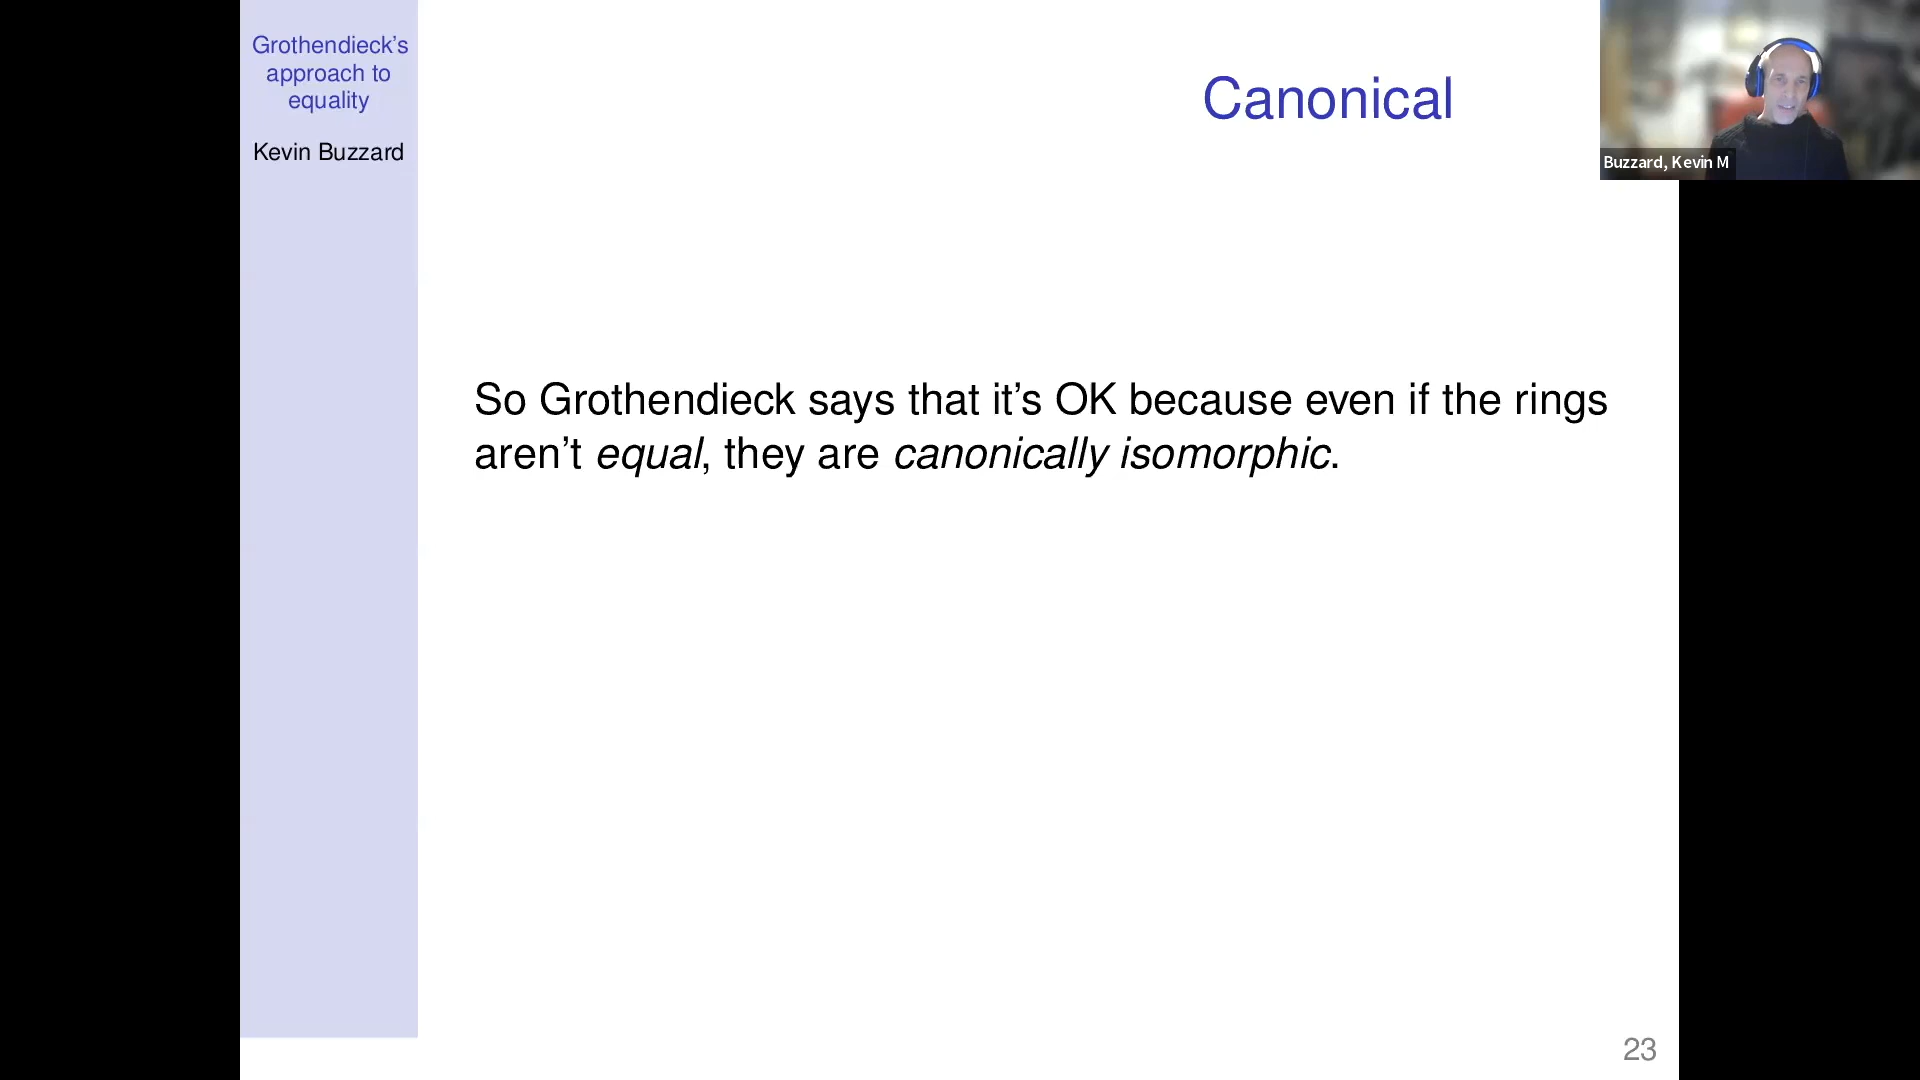 Grothendieck's
approach to
equality
Kevin Buzzard
Canonical
Buzzard, Kevin M
So Grothendieck says that it's OK because even if the rings
aren't equal, they are canonically isomorphic.
23